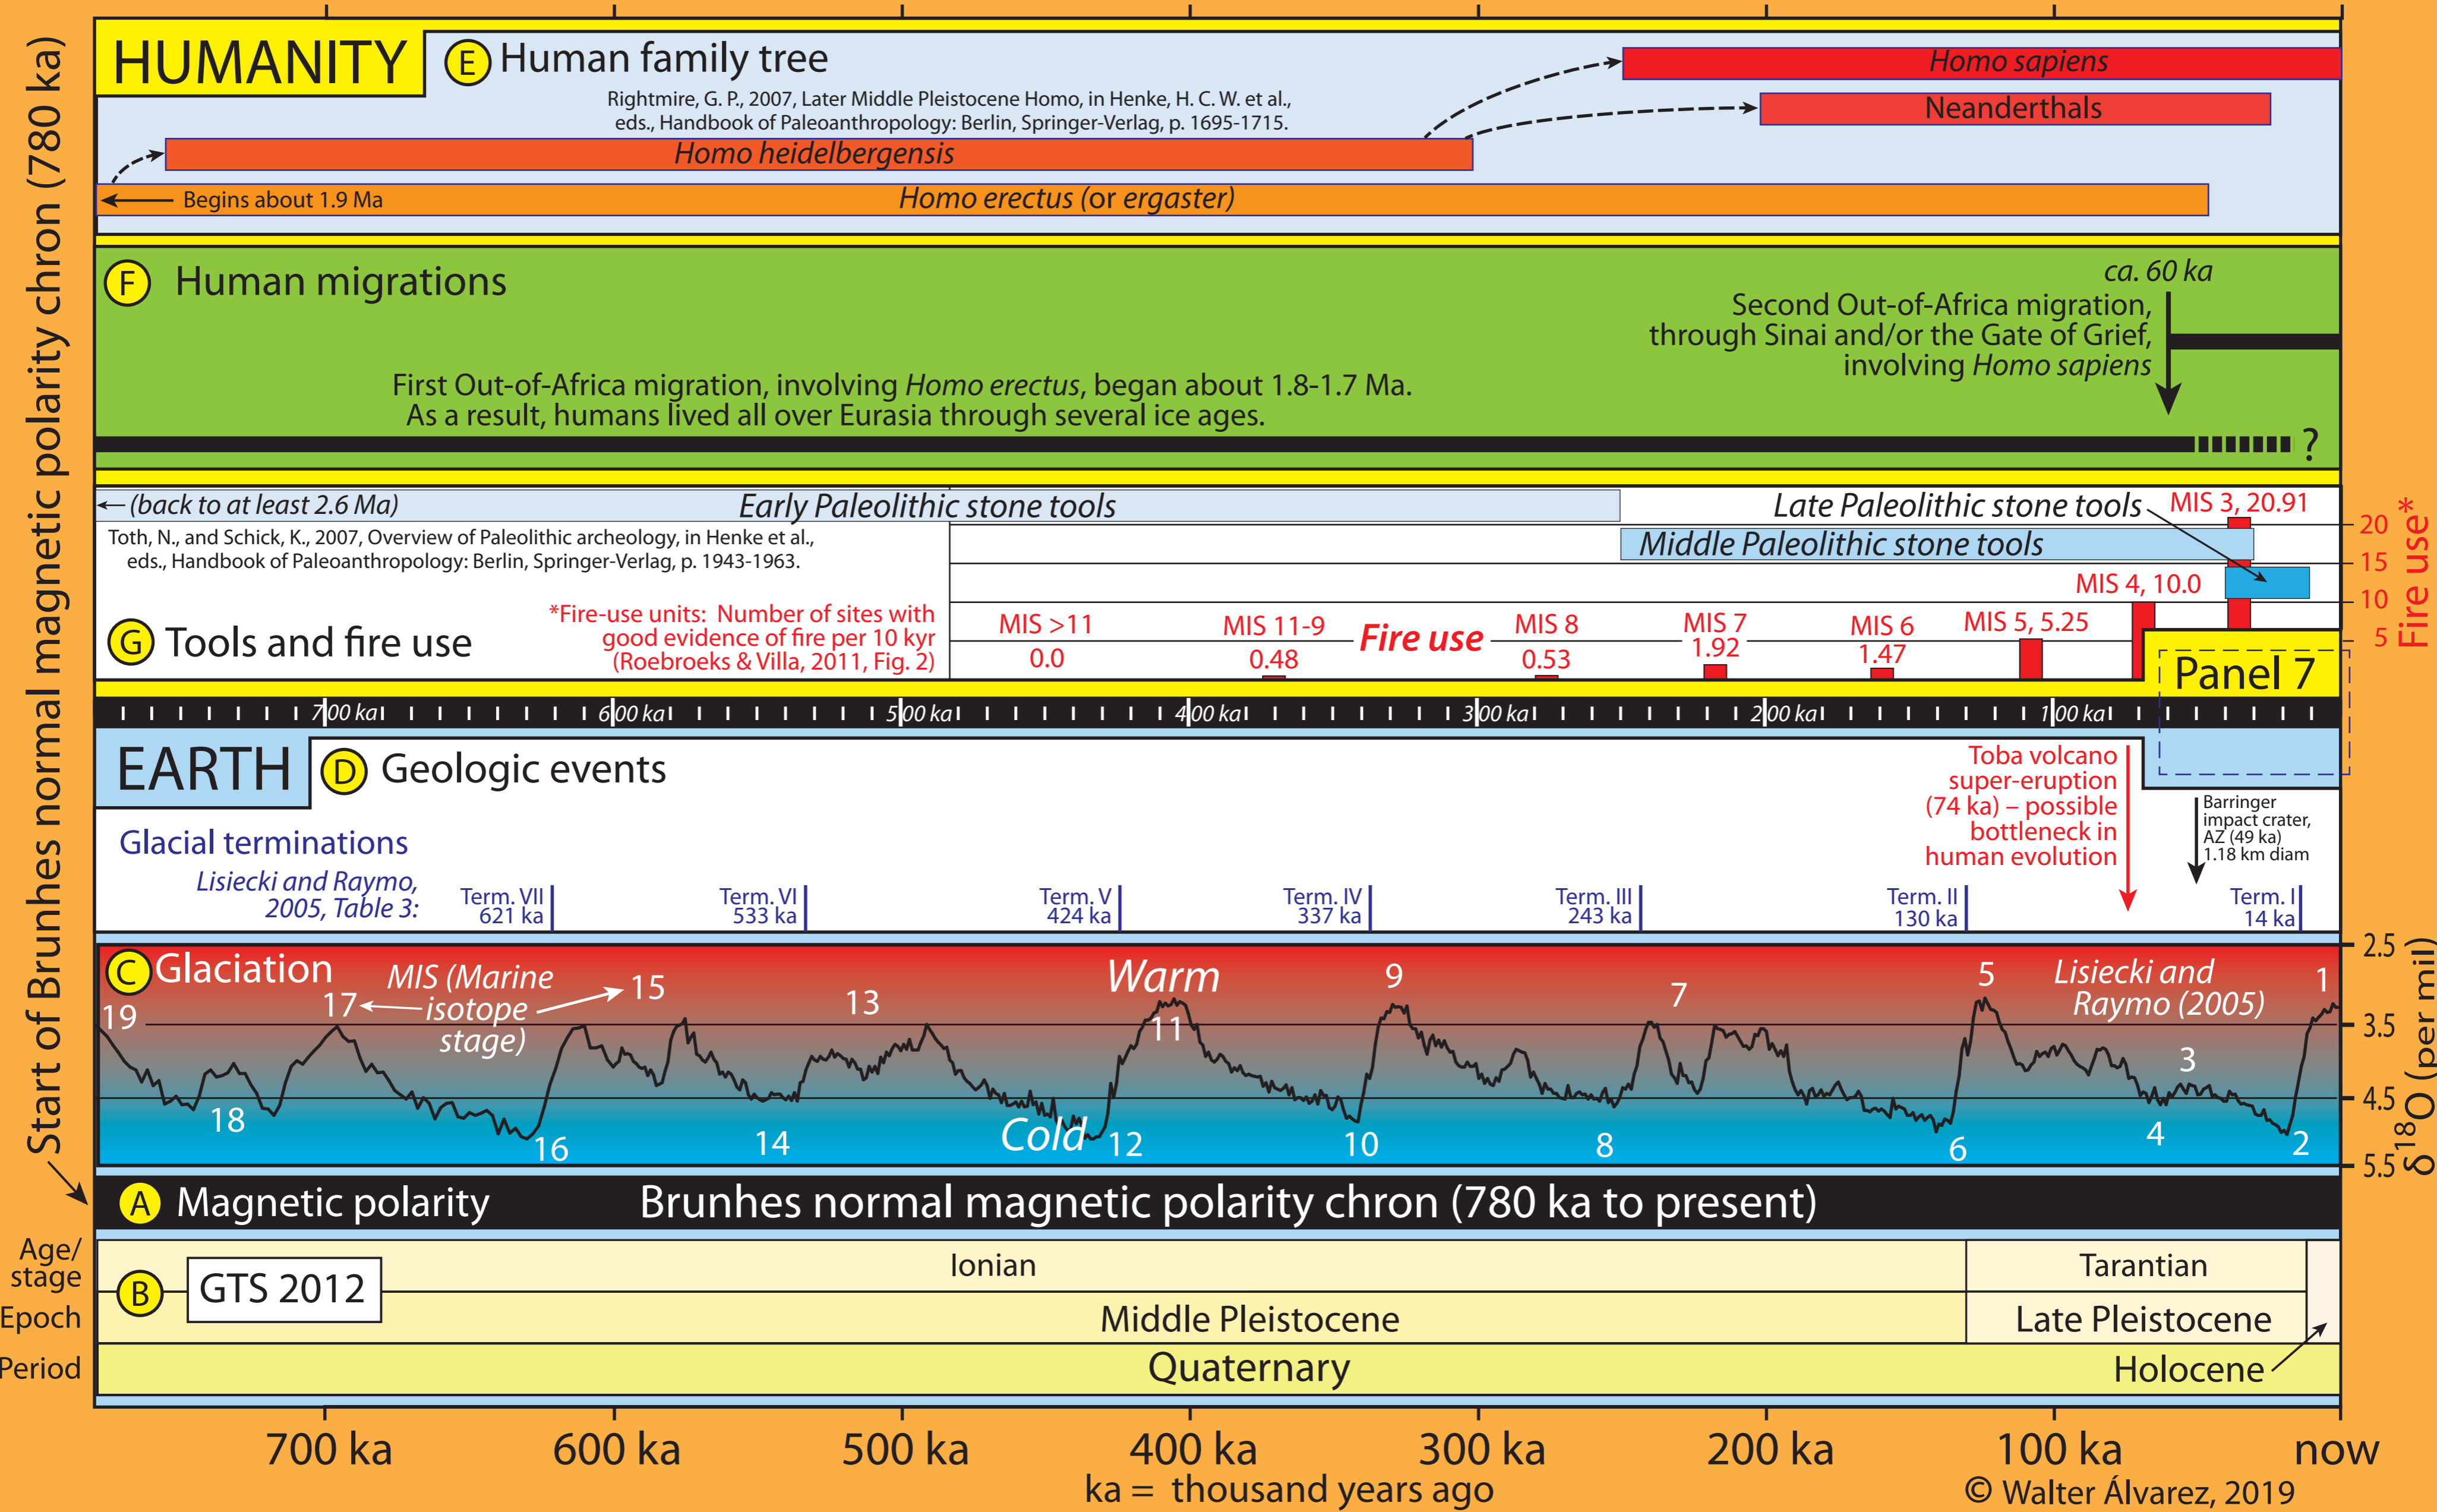 Start of Brunhes normal magnetic polarity chron (780 ka)
HUMANITY
E Human family tree
Rightmire, G. P., 2007, Later Middle Pleistocene Homo, in Henke, H. C. W. et al.,
eds., Handbook of Paleoanthropology: Berlin, Springer-Verlag, p. 1695-1715.
Homo sapiens
Neanderthals
Homo heidelbergensis
Begins about 1.9 Ma
Homo erectus (or ergaster)
F Human migrations
ca. 60 ka
Second Out-of-Africa migration,
through Sinai and/or the Gate of Grief,
involving Homo sapiens
First Out-of-Africa migration, involving Homo erectus, began about 1.8-1.7 Ma.
As a result, humans lived all over Eurasia through several ice ages.
?
(back to at least 2.6 Ma)
Early Paleolithic stone tools
Late Paleolithic stone tools
MIS 3, 20.91
Toth, N., and Schick, K., 2007, Overview of Paleolithic archeology, in Henke et al.,
eds., Handbook of Paleoanthropology: Berlin, Springer-Verlag, p. 1943-1963.
Middle Paleolithic stone tools
MIS 4, 10.0
G Tools and fire use
*Fire-use units: Number of sites with
good evidence of fire per 10 kyr
(Roebroeks & Villa, 2011, Fig. 2)
MIS >11
0.0
MIS 11-9
0.48
Fire use
MIS 8
0.53
MIS 7
1.92
MIS 6
1.47
MIS 5, 5.25
20
15
10
5
Fire use*
Panel 7
700 ka 600 ka 500 ka 400 ka 300 ka 200 ka 100 ka
EARTH
D Geologic events
Toba volcano
super-eruption
(74 ka) – possible
bottleneck in
human evolution
Barringer
impact crater,
AZ (49 ka)
1.18 km diam
Glacial terminations
Lisiecki and Raymo,
2005, Table 3:
Term. VII
621 ka
Term. VI
533 ka
Term. V
424 ka
Term. IV
337 ka
Term. III
243 ka
Term. II
130 ka
Term. I
14 ka
C Glaciation
MIS (Marine
isotope
stage)
Warm
Lisiecki and
Raymo (2005)
19
17
15
13
11
9
7
5
3
1
18
16
14
Cold
12
10
8
6
4
2
2.5
3.5
4.5
5.5
δ18O (per mil)
A Magnetic polarity
Brunhes normal magnetic polarity chron (780 ka to present)
Age/
stage
Epoch
Period
B
GTS 2012
Ionian
Tarantian
Middle Pleistocene
Late Pleistocene
Quaternary
Holocene
700 ka 600 ka 500 ka 400 ka 300 ka 200 ka 100 ka now
ka = thousand years ago
© Walter Álvarez, 2019